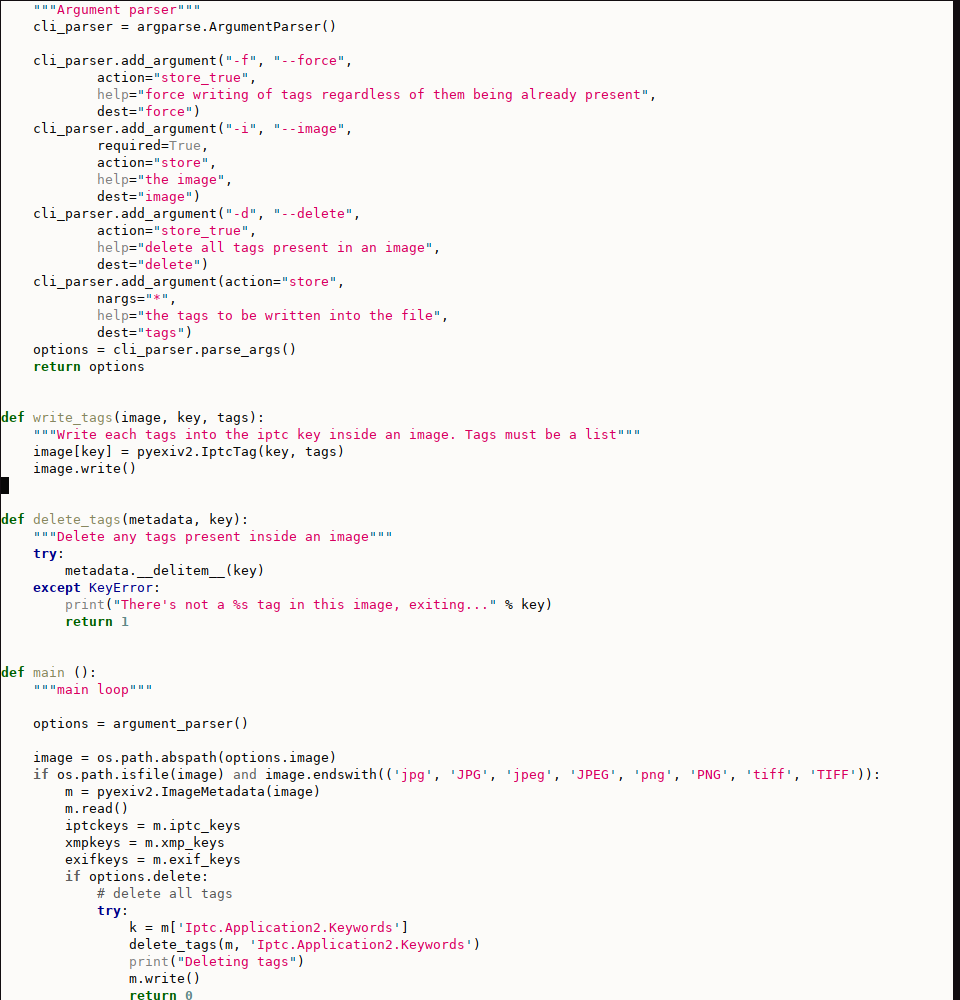 """Argument parser"""
    cli_parser = argparse.ArgumentParser()

    cli_parser.add_argument("-f", "--force",
            action="store_true",
            help="force writing of tags regardless of them being already present",
            dest="force")
    cli_parser.add_argument("-i", "--image",
            required=True,
            action="store",
            help="the image",
            dest="image")
    cli_parser.add_argument("-d", "--delete",
            action="store_true",
            help="delete all tags present in an image",
            dest="delete")
    cli_parser.add_argument(action="store",
            nargs="*",
            help="the tags to be written into the file",
            dest="tags")
    options = cli_parser.parse_args()
    return options


def write_tags(image, key, tags):
    """Write each tags into the iptc key inside an image. Tags must be a list"""
    image[key] = pyexiv2.IptcTag(key, tags)
    image.write()


def delete_tags(metadata, key):
    """Delete any tags present inside an image"""
    try:
        metadata.__delitem__(key)
    except KeyError:
        print("There's not a %s tag in this image, exiting..." % key)
        return 1


def main ():
    """main loop"""

    options = argument_parser()

    image = os.path.abspath(options.image)
    if os.path.isfile(image) and image.endswith(('jpg', 'JPG', 'jpeg', 'JPEG', 'png', 'PNG', 'tiff', 'TIFF')):
        m = pyexiv2.ImageMetadata(image)
        m.read()
        iptckeys = m.iptc_keys
        xmpkeys = m.xmp_keys
        exifkeys = m.exif_keys
        if options.delete:
            # delete all tags
            try:
                k = m['Iptc.Application2.Keywords']
                delete_tags(m, 'Iptc.Application2.Keywords')
                print("Deleting tags")
                m.write()
                return 0